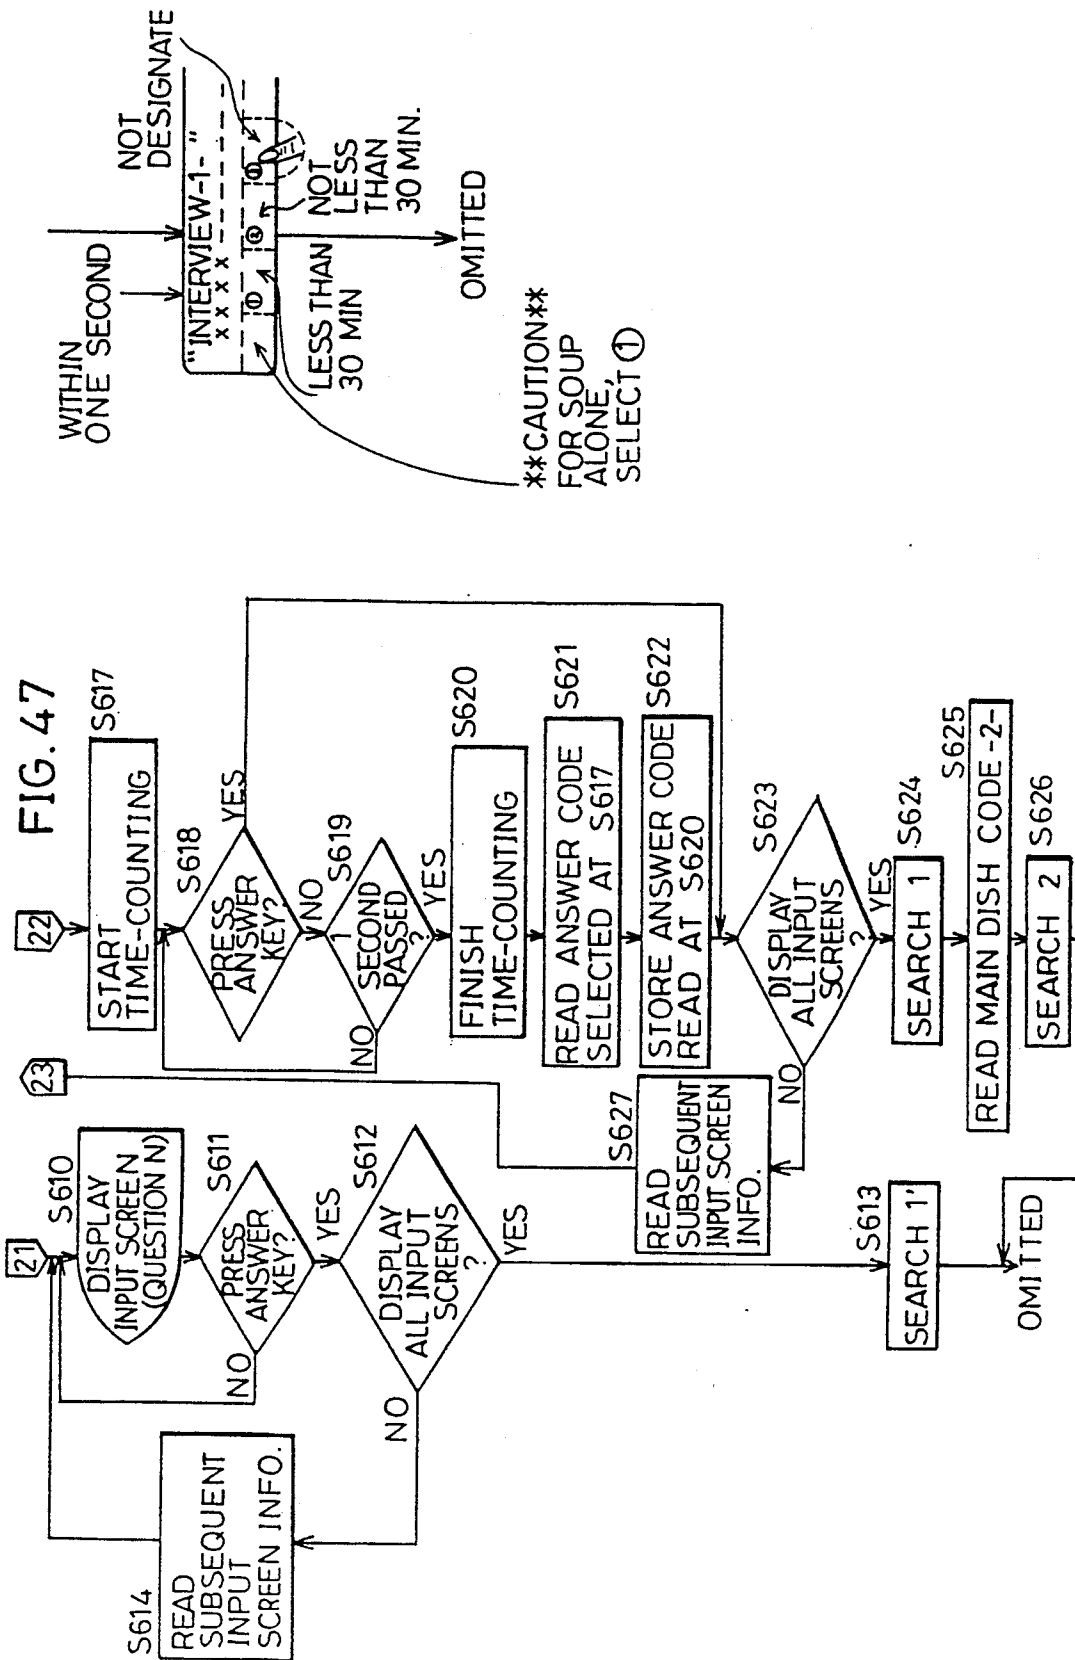 FIG. 47
21
S610
DISPLAY
INPUT SCREEN
(QUESTION N)
S611
PRESS
ANSWER
KEY?
NO
YES
S612
DISPLAY
ALL INPUT
SCREENS
?
NO
YES
S614
READ
SUBSEQUENT
INPUT
SCREEN INFO.
S613
SEARCH 1'
OMITTED
22
S617
START
TIME-COUNTING
S618
PRESS
ANSWER
KEY?
YES
NO
S619
1
SECOND
PASSED
?
NO
YES
S620
FINISH
TIME-COUNTING
S621
READ ANSWER CODE
SELECTED AT S617
S622
STORE ANSWER CODE
READ AT S620
S623
DISPLAY
ALL INPUT
SCREENS
?
NO
YES
23
S627
READ
SUBSEQUENT
INPUT SCREEN
INFO.
S624
SEARCH 1
S625
READ MAIN DISH CODE -2-
S626
SEARCH 2
WITHIN
ONE SECOND
NOT
DESIGNATE
"INTERVIEW-1-"
x x x x
① ②
LESS THAN
30 MIN
NOT
LESS
THAN
30 MIN.
OMITTED
**CAUTION**
FOR SOUP
ALONE,
SELECT ①